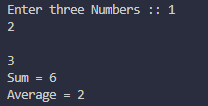 Enter three Numbers :: 1
2
3
Sum = 6
Average = 2